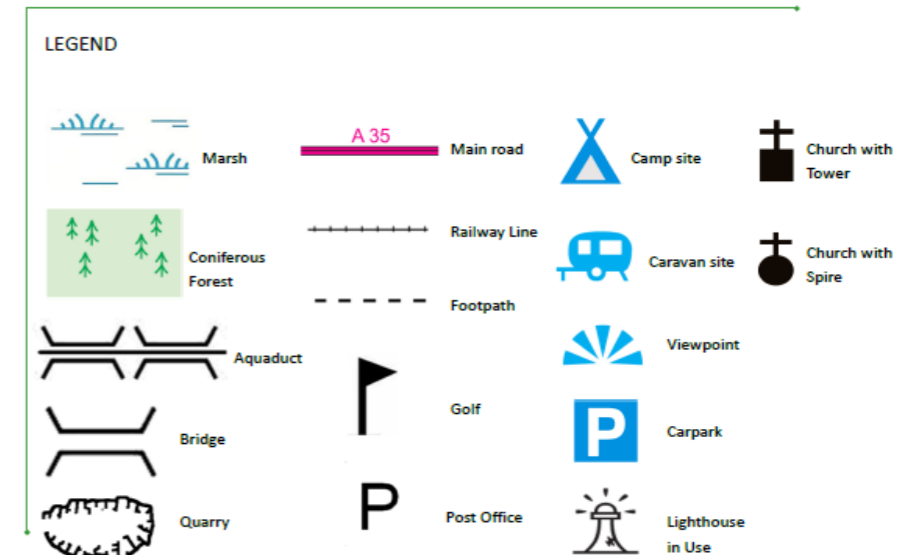 LEGEND
Marsh
Coniferous
Forest
Aquaduct
Bridge
Quarry
A 35
Main road
Railway Line
Footpath
Golf
P
Post Office
Camp site
Caravan site
Viewpoint
P
Carpark
Lighthouse
in Use
Church with
Tower
Church with
Spire